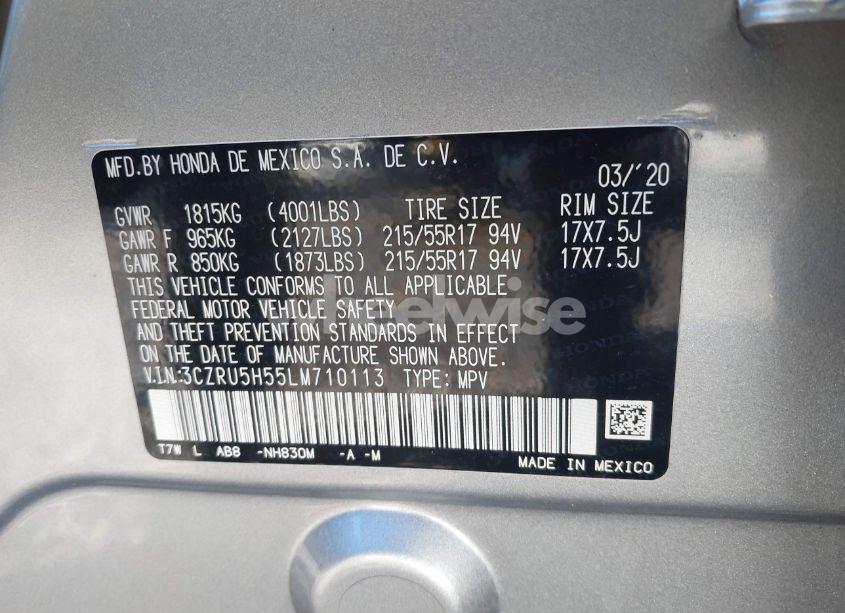 MFD.BY HONDA DE MEXICO S.A. DE C.V.
03/'20
GVWR 1815KG (4001LBS) TIRE SIZE RIM SIZE
GAWR F 965KG (2127LBS) 215/55R17 94V 17X7.5J
GAWR R 850KG (1873LBS) 215/55R17 94V 17X7.5J
THIS VEHICLE CONFORMS TO ALL APPLICABLE
FEDERAL MOTOR VEHICLE SAFETY
AND THEFT PREVENTION STANDARDS IN EFFECT
ON THE DATE OF MANUFACTURE SHOWN ABOVE.
V.I.N:3CZRU5H55LM710113 TYPE: MPV
T7W L AB8 -NH830M -A -M
MADE IN MEXICO